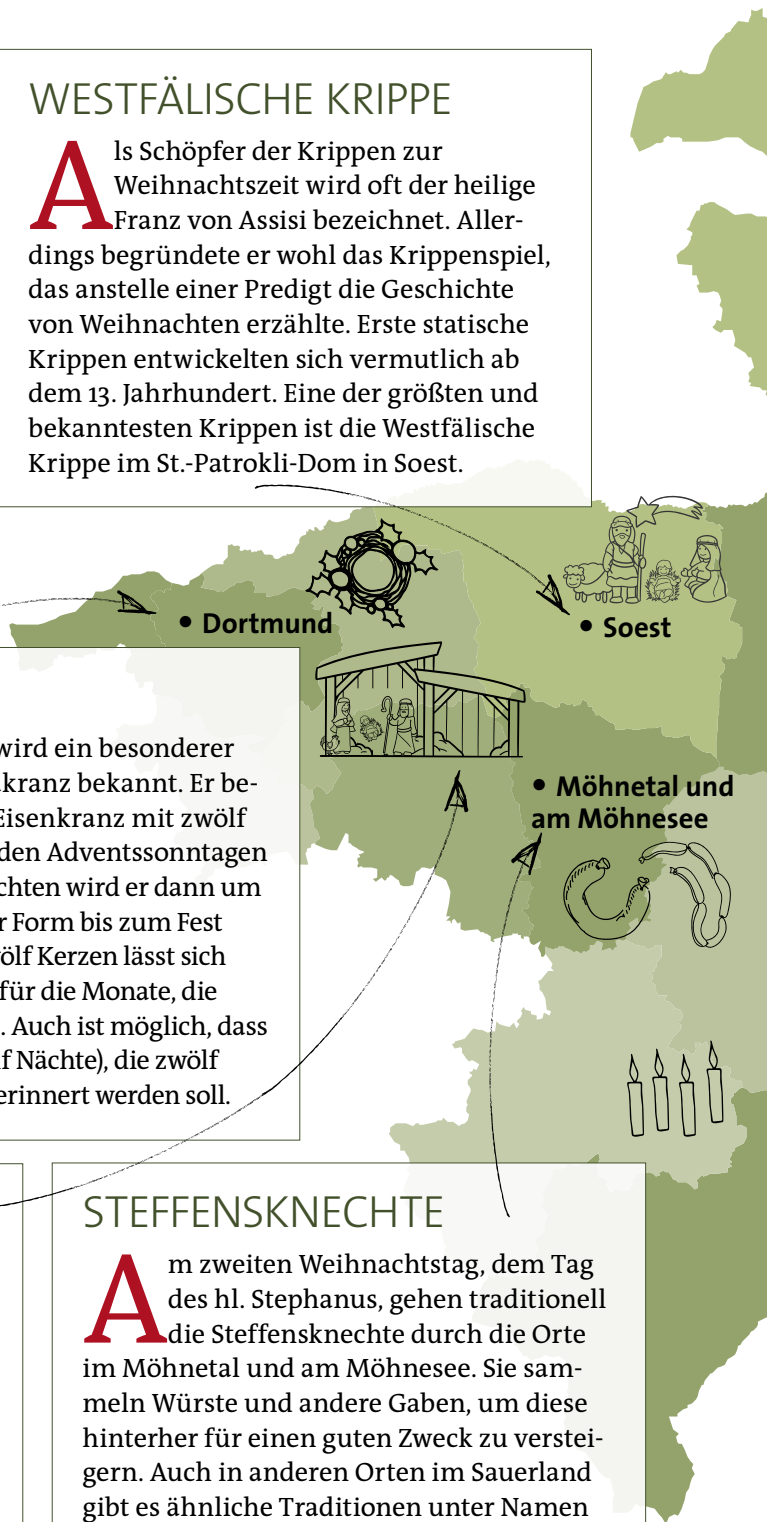 WESTFÄLISCHE KRIPPE
Als Schöpfer der Krippen zur
Weihnachtszeit wird oft der heilige
Franz von Assisi bezeichnet. Aller-
dings begründete er wohl das Krippenspiel,
das anstelle einer Predigt die Geschichte
von Weihnachten erzählte. Erste statische
Krippen entwickelten sich vermutlich ab
dem 13. Jahrhundert. Eine der größten und
bekanntesten Krippen ist die Westfälische
Krippe im St.-Patrokli-Dom in Soest.
• Dortmund
• Soest
• Möhnetal und
am Möhnesee
wird ein besonderer
kranz bekannt. Er be-
Eisenkranz mit zwölf
den Adventssonntagen
chten wird er dann um
r Form bis zum Fest
völf Kerzen lässt sich
für die Monate, die
. Auch ist möglich, dass
lf Nächte), die zwölf
erinnert werden soll.
STEFFENSKNECHTE
Am zweiten Weihnachtstag, dem Tag
des hl. Stephanus, gehen traditionell
die Steffensknechte durch die Orte
im Möhnetal und am Möhnesee. Sie sam-
meln Würste und andere Gaben, um diese
hinterher für einen guten Zweck zu verstei-
gern. Auch in anderen Orten im Sauerland
gibt es ähnliche Traditionen unter Namen